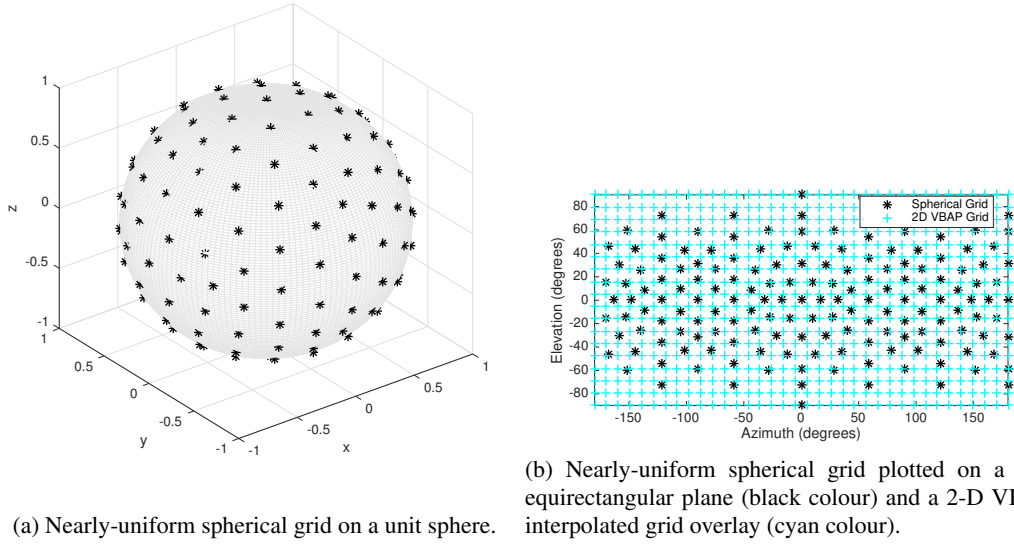 1
0.5
0
-0.5
-1
z
1
0.5
0
-0.5
-1
y
-1
-0.5
0
0.5
1
x
(a) Nearly-uniform spherical grid on a unit sphere.
Spherical Grid
2D VBAP Grid
80
60
40
20
0
-20
-40
-60
-80
Elevation (degrees)
-150 -100 -50 0 50 100 150
Azimuth (degrees)
(b) Nearly-uniform spherical grid plotted on a
equirectangular plane (black colour) and a 2-D
interpolated grid overlay (cyan colour).